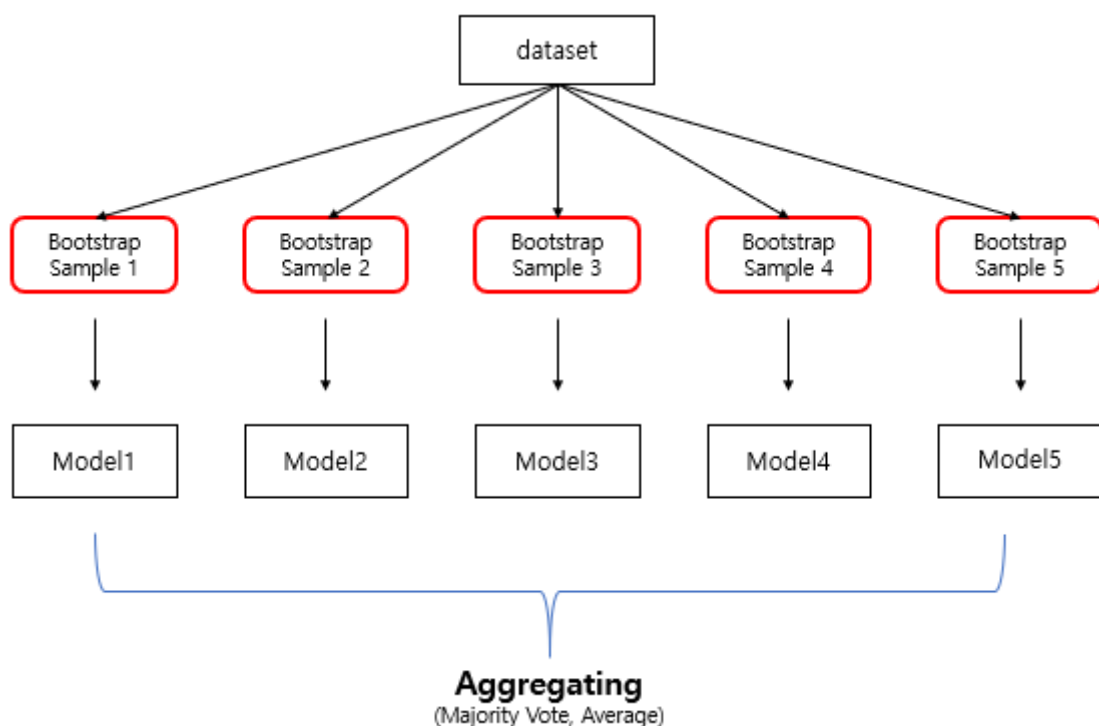 dataset
Bootstrap
Sample 1
Bootstrap
Sample 2
Bootstrap
Sample 3
Bootstrap
Sample 4
Bootstrap
Sample 5
Model1
Model2
Model3
Model4
Model5
Aggregating
(Majority Vote, Average)